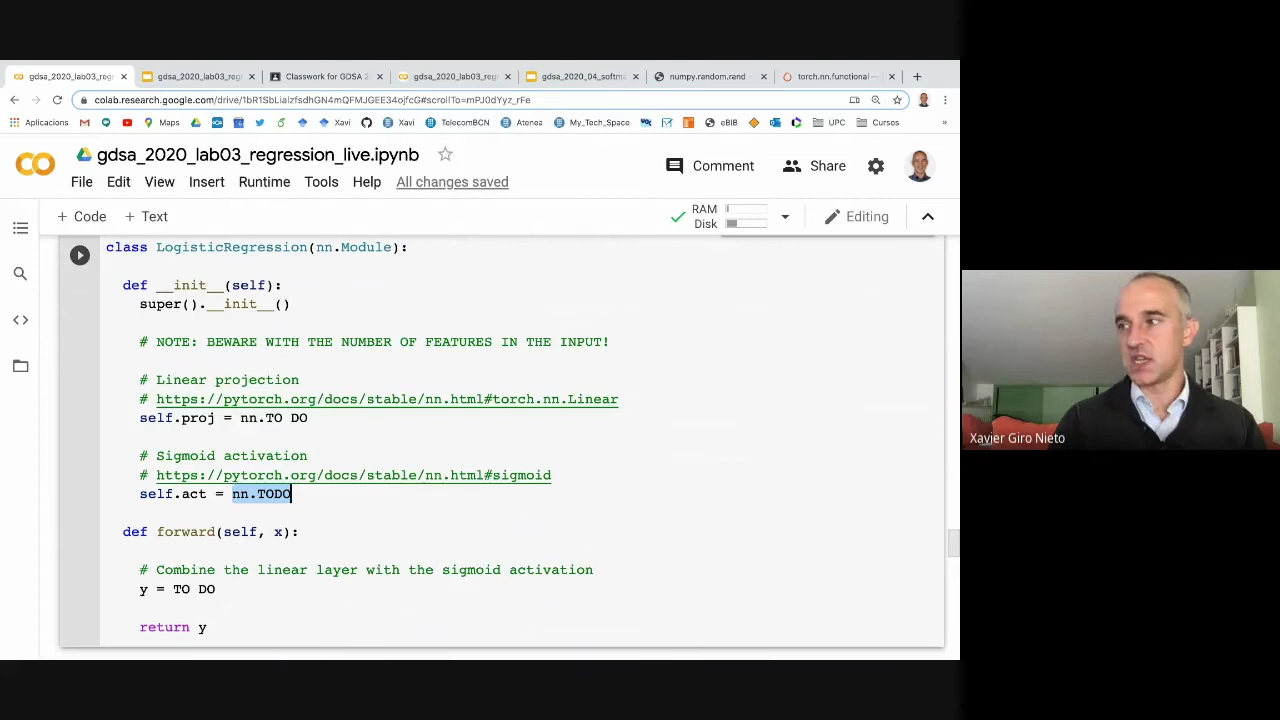 gdsa_2020_lab03_regr
gdsa_2020_lab03_regre
Classwork for GDSA 2
gdsa_2020_lab03_regre
gdsa_2020_04_softma
numpy.random.rand
torch.nn.functional —
colab.research.google.com/drive/1bR1SbLialzfsdhGN4mQFMJGEE34ojfcG#scrollTo=mPJ0dYyz_rFe
Aplicacions
Maps
Xavi
Xavi
TelecomBCN
Atenea
My_Tech_Space
eBIB
UPC
Cursos
»
gdsa_2020_lab03_regression_live.ipynb
Comment
Share
File Edit View Insert Runtime Tools Help All changes saved
+ Code + Text
RAM
Disk
Editing
class LogisticRegression(nn.Module):
def __init__(self):
super().__init__()
# NOTE: BEWARE WITH THE NUMBER OF FEATURES IN THE INPUT!
# Linear projection
# https://pytorch.org/docs/stable/nn.html#torch.nn.Linear
self.proj = nn.TO DO
# Sigmoid activation
# https://pytorch.org/docs/stable/nn.html#sigmoid
self.act = nn.TODO
def forward(self, x):
# Combine the linear layer with the sigmoid activation
y = TO DO
return y
Xavier Giro Nieto